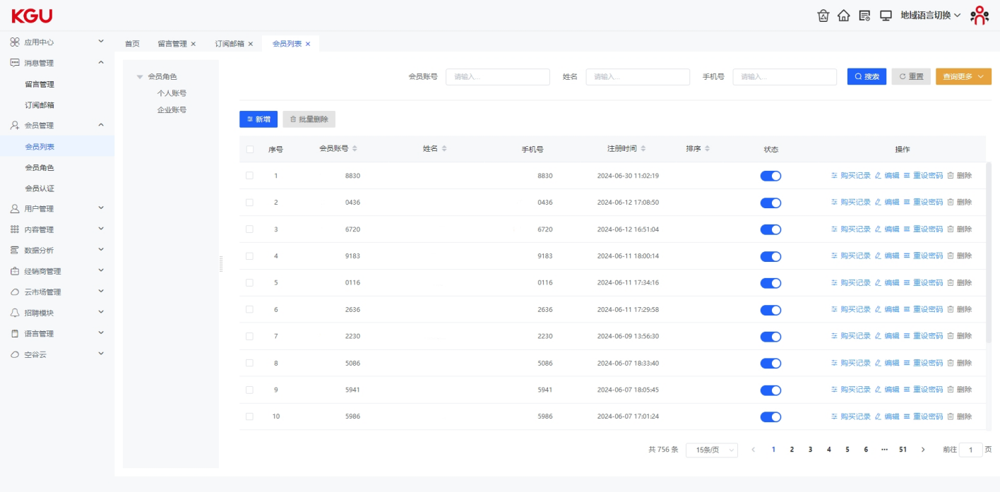 KGU
地域语言切换
应用中心
消息管理
留言管理
订阅邮箱
会员管理
会员列表
会员角色
会员认证
用户管理
内容管理
数据分析
经销商管理
云市场管理
招聘模块
语言管理
空谷云
首页 留言管理 订阅邮箱 会员列表
会员角色
个人账号
企业账号
会员账号 请输入... 姓名 请输入... 手机号 请输入... 搜索 重置 查询更多
新增 批量删除
序号 会员账号 姓名 手机号 注册时间 排序 状态 操作
1 8830 8830 2024-06-30 11:02:19 购买记录 编辑 重设密码 删除
2 0436 0436 2024-06-12 17:08:50 购买记录 编辑 重设密码 删除
3 6720 6720 2024-06-12 16:51:04 购买记录 编辑 重设密码 删除
4 9183 9183 2024-06-11 18:00:14 购买记录 编辑 重设密码 删除
5 0116 0116 2024-06-11 17:34:16 购买记录 编辑 重设密码 删除
6 2636 2636 2024-06-11 17:29:58 购买记录 编辑 重设密码 删除
7 2230 2230 2024-06-09 13:56:30 购买记录 编辑 重设密码 删除
8 5086 5086 2024-06-07 18:33:40 购买记录 编辑 重设密码 删除
9 5941 5941 2024-06-07 18:05:45 购买记录 编辑 重设密码 删除
10 5986 5986 2024-06-07 17:01:24 购买记录 编辑 重设密码 删除
共 756 条 15条/页 1 2 3 4 5 6 ··· 51 前往 1 页